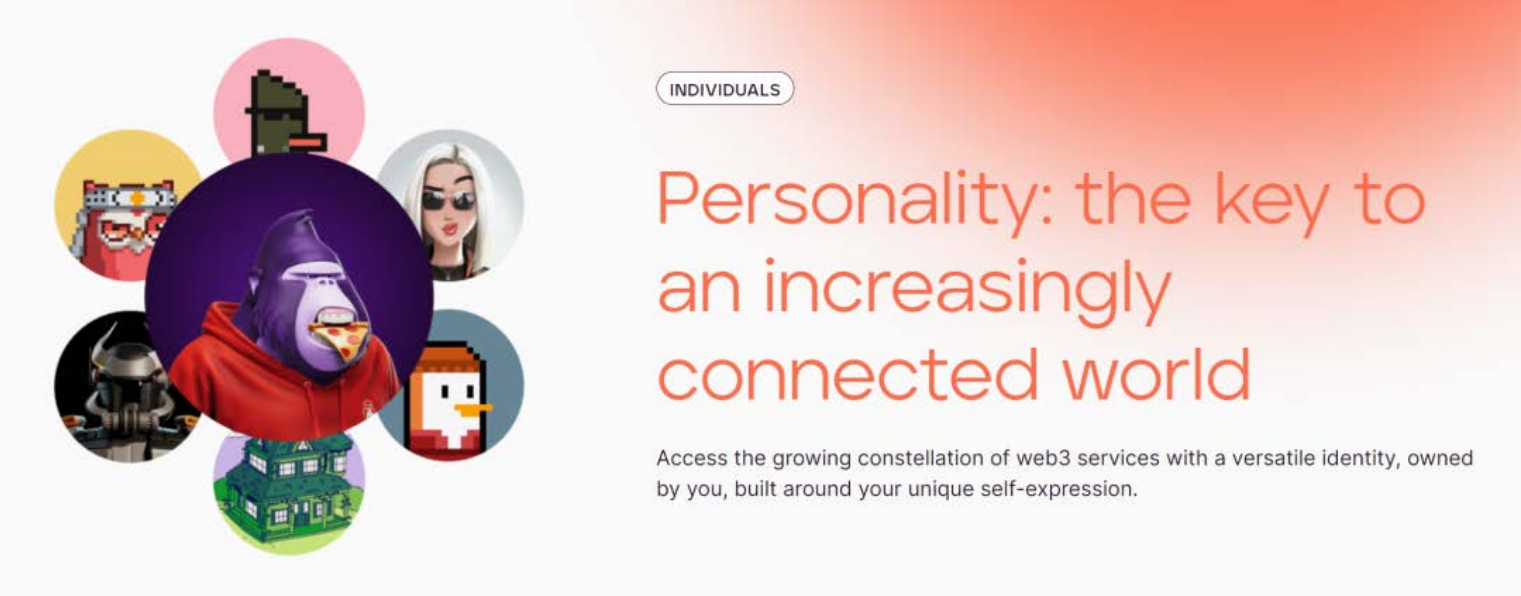 INDIVIDUALS
Personality: the key to
an increasingly
connected world
Access the growing constellation of web3 services with a versatile identity, owned
by you, built around your unique self-expression.